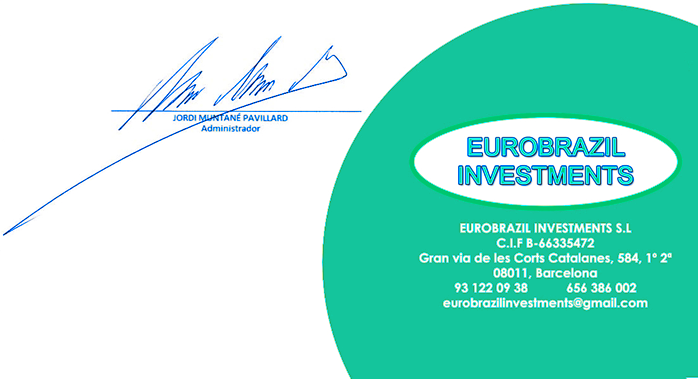 JORDI MUNTANÉ PAVILLARD
Administrador
EUROBRAZIL
INVESTMENTS
EUROBRAZIL INVESTMENTS S.L
C.I.F B-66335472
Gran via de les Corts Catalanes, 584, 1º 2ª
08011, Barcelona
93 122 09 38 656 386 002
eurobrazilinvestments@gmail.com